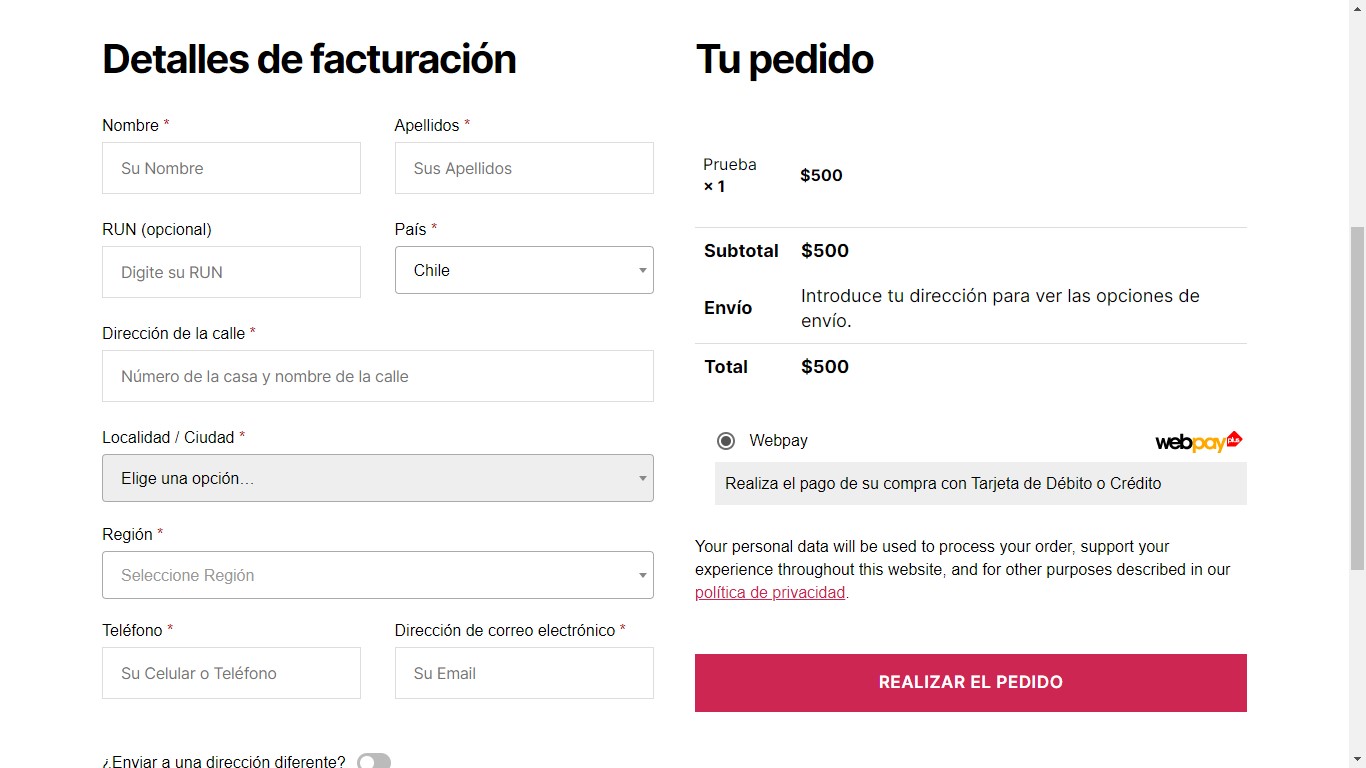 Detalles de facturación
Nombre *
Apellidos *
Su Nombre
Sus Apellidos
RUN (opcional)
País *
Digite su RUN
Chile
Dirección de la calle *
Número de la casa y nombre de la calle
Localidad / Ciudad *
Elige una opción…
Región *
Seleccione Región
Teléfono *
Dirección de correo electrónico *
Su Celular o Teléfono
Su Email
¿Enviar a una dirección diferente?
Tu pedido
Prueba
× 1
$500
Subtotal
$500
Envío
Introduce tu dirección para ver las opciones de
envío.
Total
$500
Webpay
webpay plus
Realiza el pago de su compra con Tarjeta de Débito o Crédito
Your personal data will be used to process your order, support your
experience throughout this website, and for other purposes described in our
política de privacidad.
REALIZAR EL PEDIDO